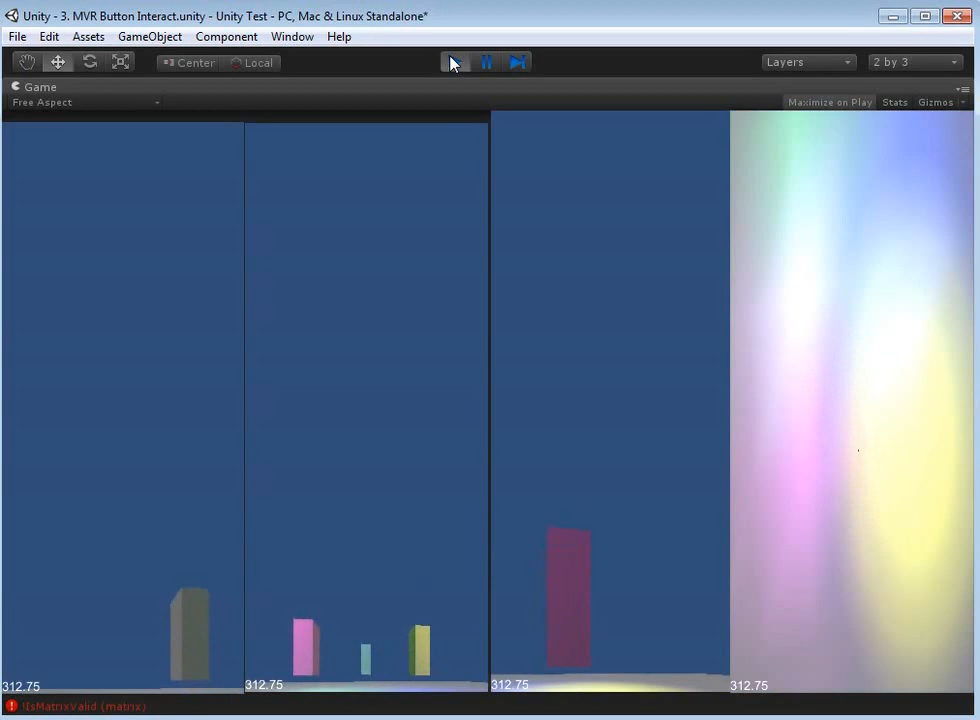 Unity - 3. MVR Button Interact.unity - Unity Test - PC, Mac & Linux Standalone*
File Edit Assets GameObject Component Window Help
Center Local Layers 2 by 3
Game
Free Aspect Maximize on Play Stats Gizmos
312.75 312.75 312.75 312.75
!IsMatrixValid (matrix)